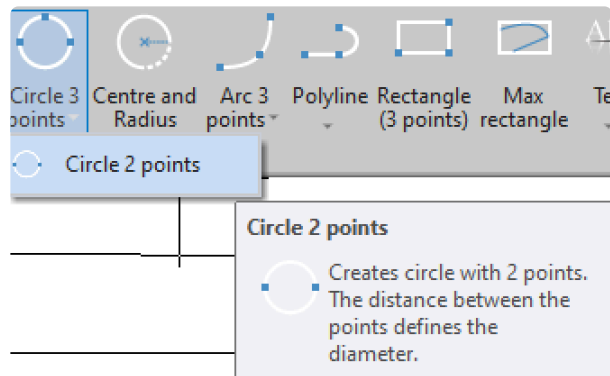 Circle 3 points
Centre and Radius
Arc 3 points
Polyline
Rectangle (3 points)
Max rectangle
Circle 2 points
Circle 2 points
Creates circle with 2 points.
The distance between the
points defines the
diameter.